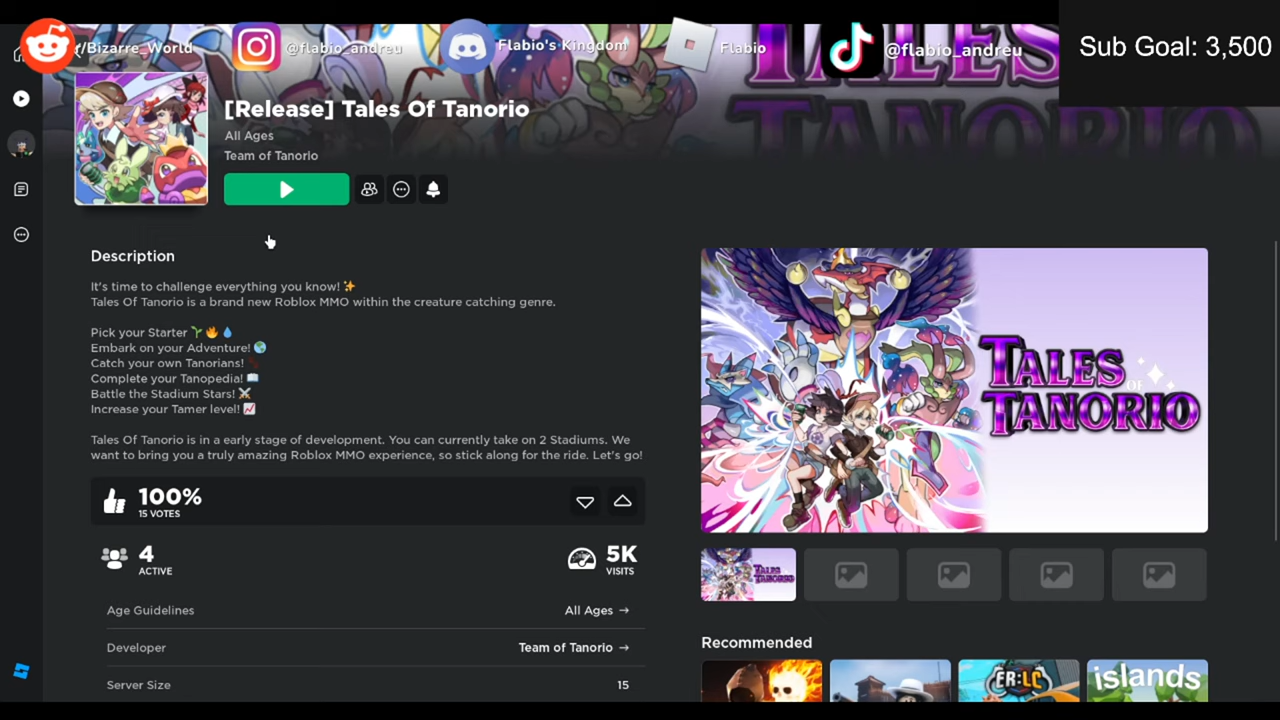 /Bizarre_World
@flabio_andreu
Flabio's Kingdom
Flabio
@flabio_andreu
Sub Goal: 3,500
TALES
TANORIO
[Release] Tales Of Tanorio
All Ages
Team of Tanorio
Description
It's time to challenge everything you know! ✨
Tales Of Tanorio is a brand new Roblox MMO within the creature catching genre.
Pick your Starter 🌱🔥💧
Embark on your Adventure! 🌎
Catch your own Tanorians!
Complete your Tanopedia! 📖
Battle the Stadium Stars! ⚔️
Increase your Tamer level! 📈
Tales Of Tanorio is in a early stage of development. You can currently take on 2 Stadiums. We
want to bring you a truly amazing Roblox MMO experience, so stick along for the ride. Let's go!
TALES
OF
TANORIO
100%
15 VOTES
4
ACTIVE
5K
VISITS
TALES
TANORIO
Age Guidelines
All Ages →
Developer
Team of Tanorio →
Server Size
15
Recommended
ER:LC
islands